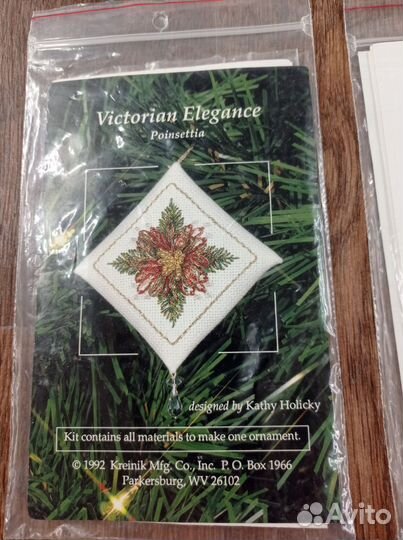 Victorian Elegance
Poinsettia
designed by Kathy Holicky
Kit contains all materials to make one ornament.
© 1992 Kreinik Mfg. Co., Inc. P. O. Box 1966
Parkersburg, WV 26102
Avito